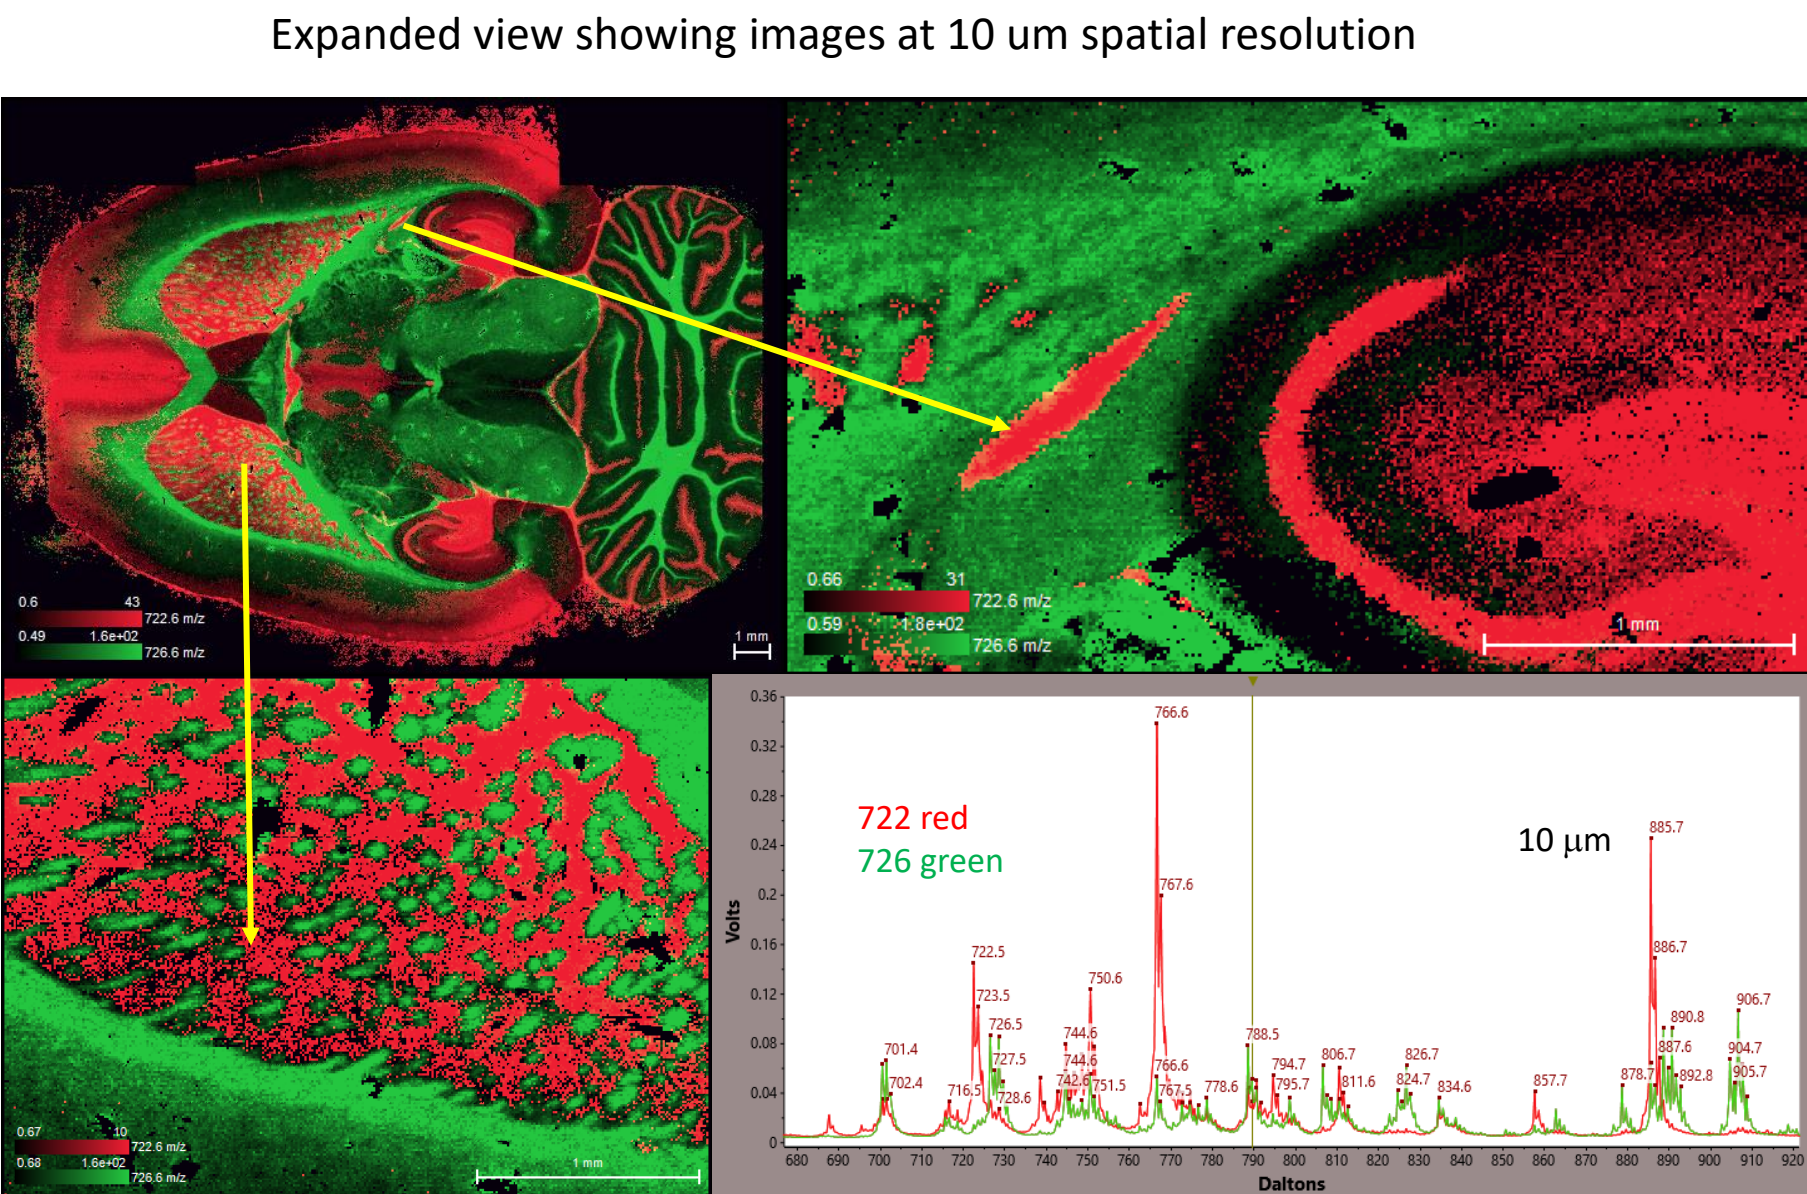 Expanded view showing images at 10 um spatial resolution
0.6 43
722.6 m/z
0.49 1.6e+02
726.6 m/z
1 mm
0.66 31
722.6 m/z
0.59 1.8e+02
726.6 m/z
1 mm
0.67 10
722.6 m/z
0.68 1.6e+02
726.6 m/z
1 mm
722 red
726 green
10 μm
Volts
0.36
0.32
0.28
0.24
0.2
0.16
0.12
0.08
0.04
0
766.6
885.7
767.6
722.5
886.7
750.6
723.5
906.7
890.8
726.5
744.6
788.5
701.4
727.5
744.6
766.6
794.7
806.7
826.7
887.6
904.7
702.4
716.5
728.6
742.6
751.5
767.5
778.6
795.7
811.6
824.7
834.6
857.7
878.7
892.8
905.7
680 690 700 710 720 730 740 750 760 770 780 790 800 810 820 830 840 850 860 870 880 890 900 910 920
Daltons